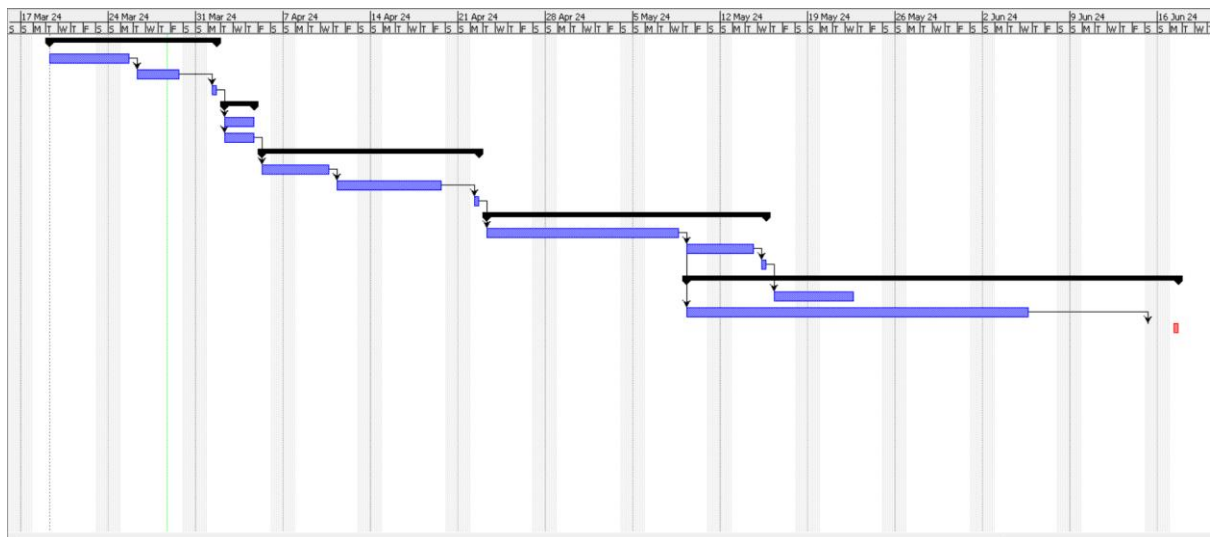 17 Mar 24 24 Mar 24 31 Mar 24 7 Apr 24 14 Apr 24 21 Apr 24 28 Apr 24 5 May 24 12 May 24 19 May 24 26 May 24 2 Jun 24 9 Jun 24 16 Jun 24
S S M T W T F S S M T W T F S S M T W T F S S M T W T F S S M T W T F S S M T W T F S S M T W T F S S M T W T F S S M T W T F S S M T W T F S S M T W T F S S M T W T F S S M T W T F S S M T W T